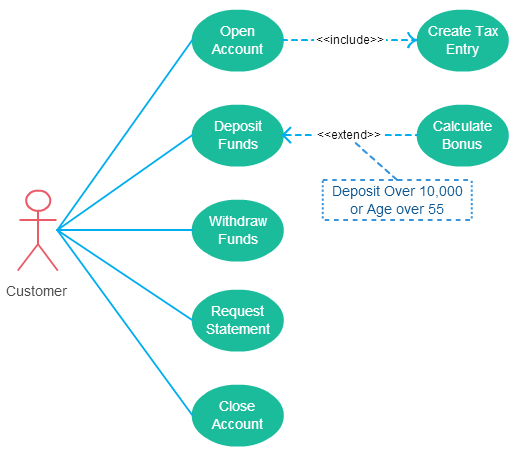 Open
Account
<<include>>
Create Tax
Entry
Deposit
Funds
<<extend>>
Calculate
Bonus
Deposit Over 10,000
or Age over 55
Withdraw
Funds
Customer
Request
Statement
Close
Account